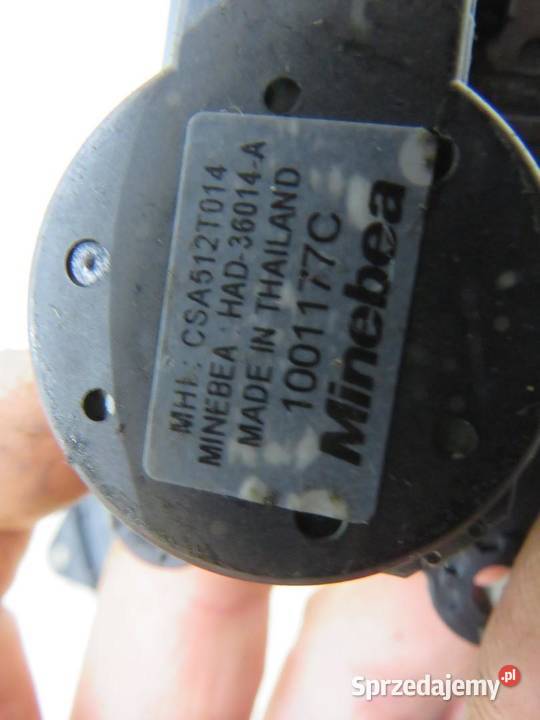 MHI : CSA512T014
MINEBEA : HAD-36014-A
MADE IN THAILAND
1001177C
Minebea
Sprzedajemy.pl